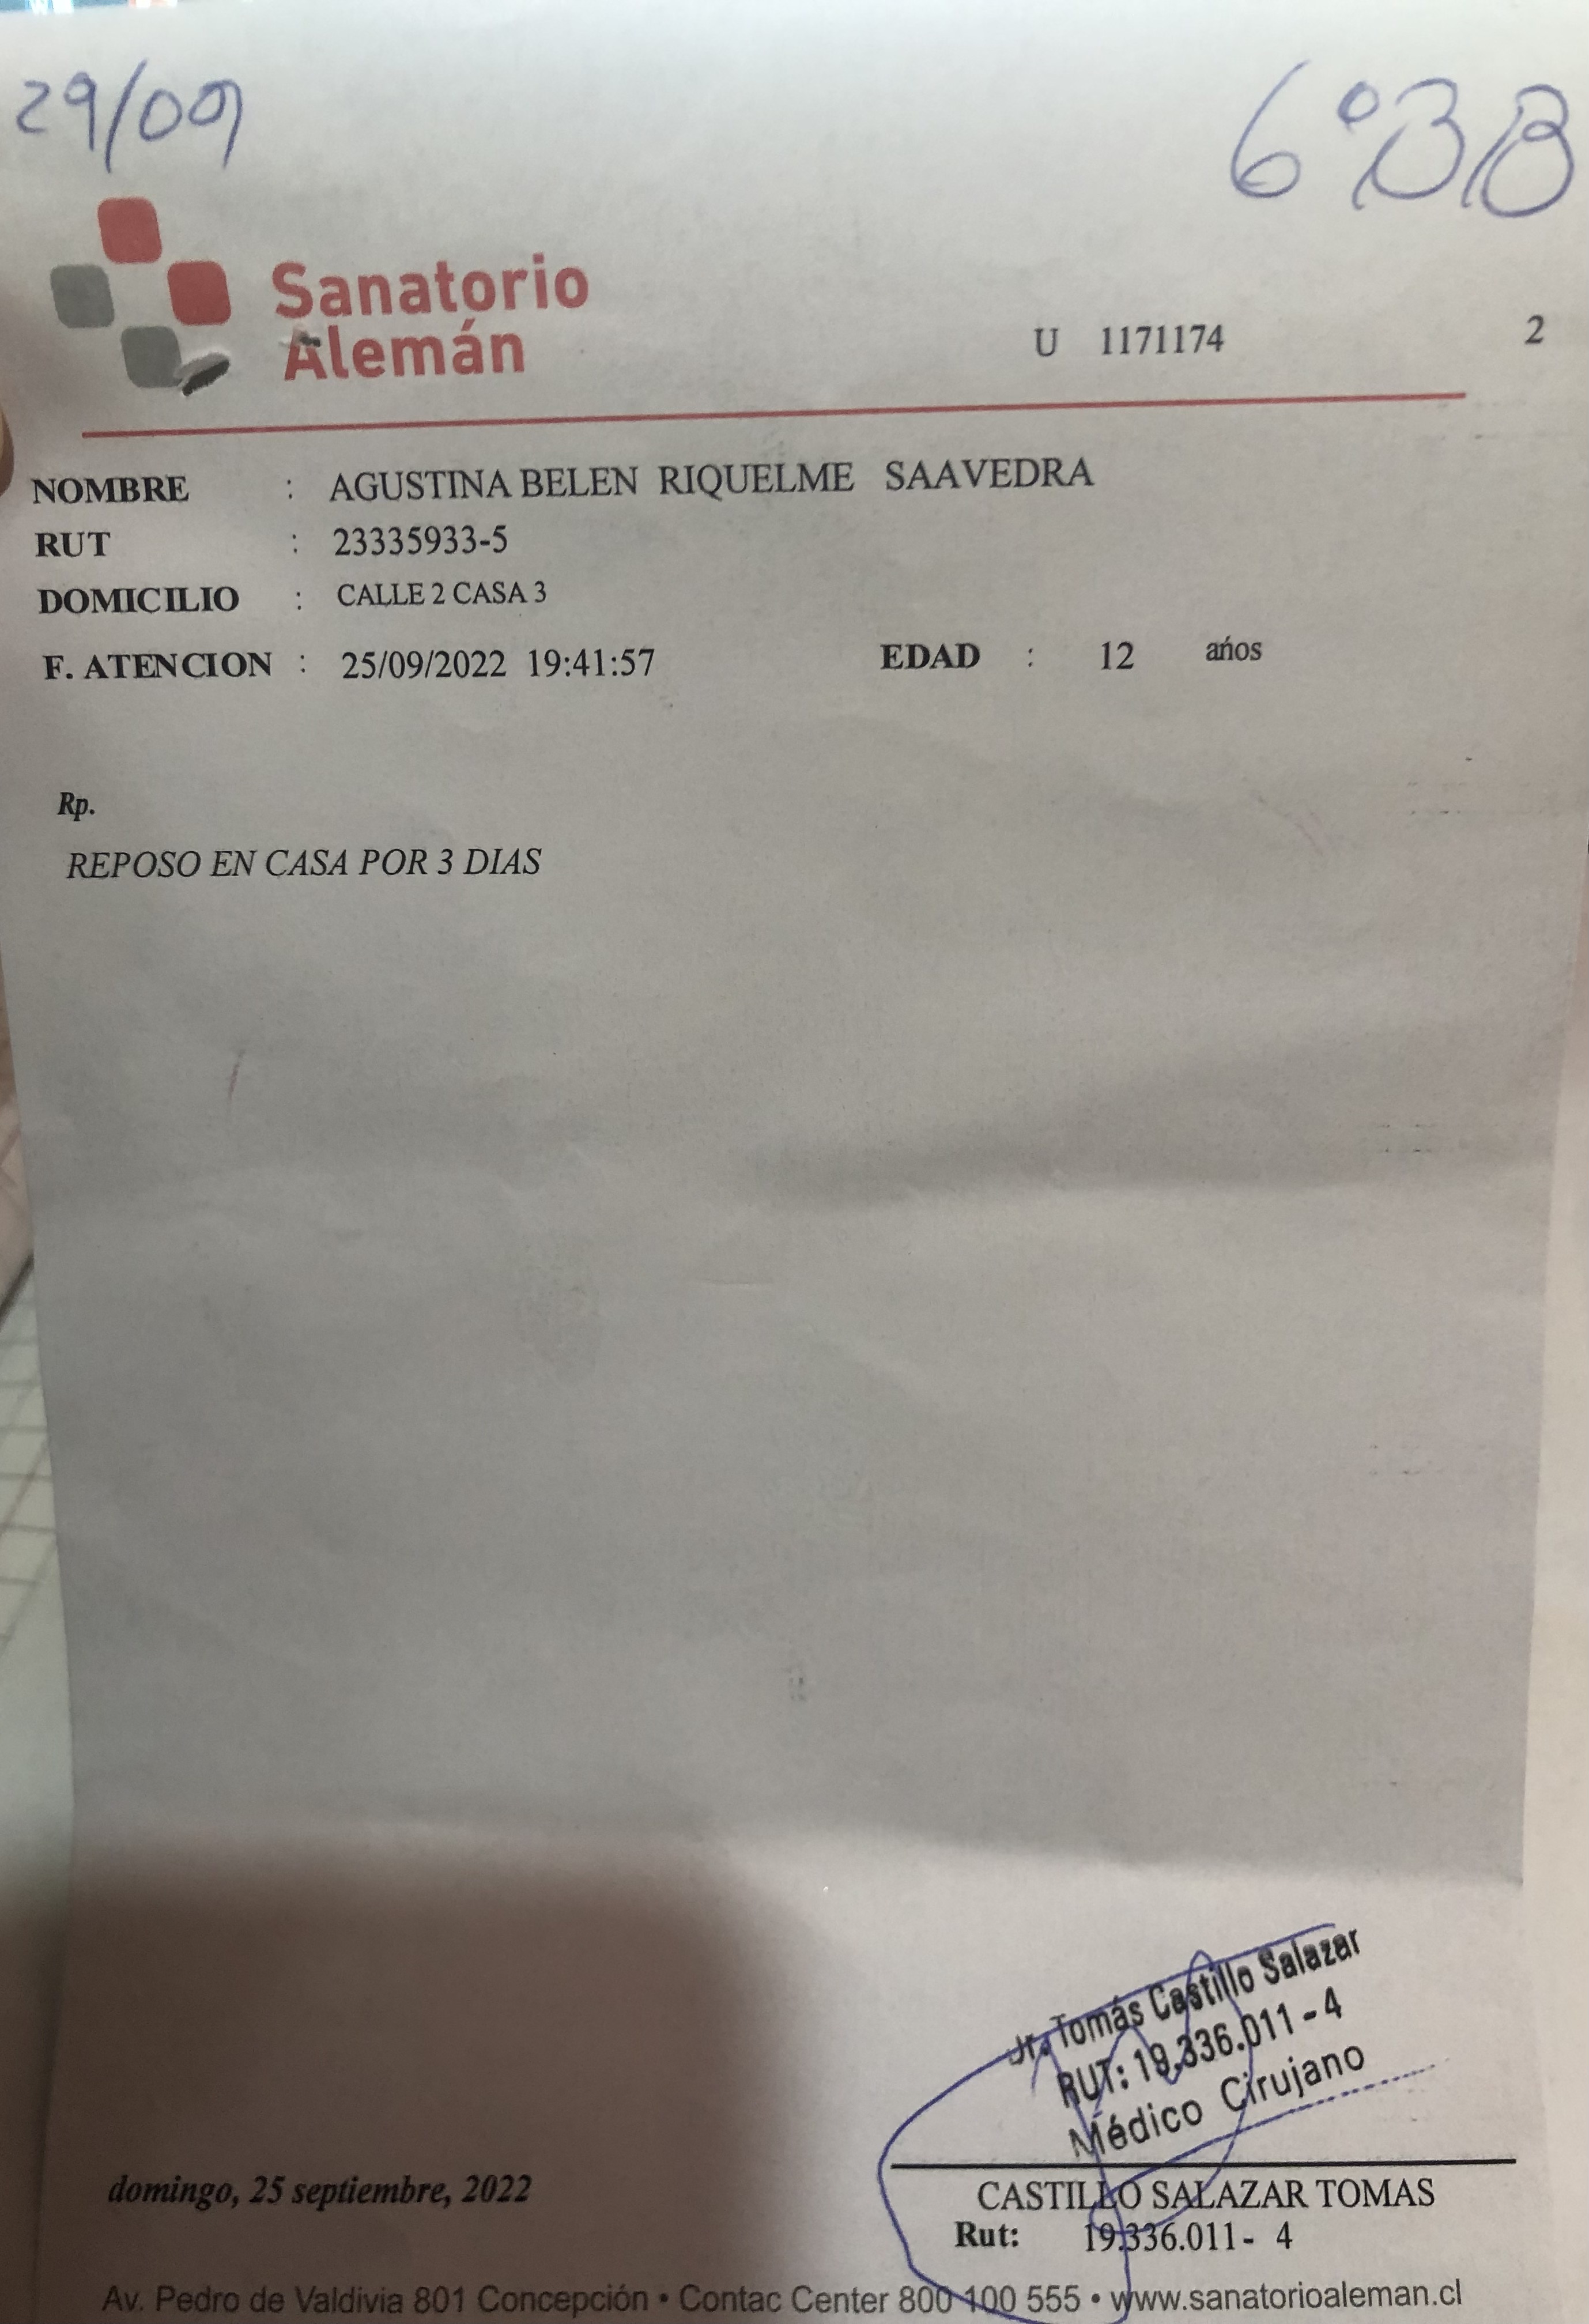 29/09
6°B
Sanatorio
Alemán
U 1171174 2
NOMBRE : AGUSTINA BELEN RIQUELME SAAVEDRA
RUT : 23335933-5
DOMICILIO : CALLE 2 CASA 3
F. ATENCION : 25/09/2022 19:41:57 EDAD : 12 ańos
Rp.
REPOSO EN CASA POR 3 DIAS
Jr. Tomás Castillo Salazar
RUT: 19.336.011-4
Médico Cirujano
domingo, 25 septiembre, 2022
CASTILLO SALAZAR TOMAS
Rut: 19.336.011- 4
Av. Pedro de Valdivia 801 Concepción • Contac Center 800 100 555 • www.sanatorioaleman.cl